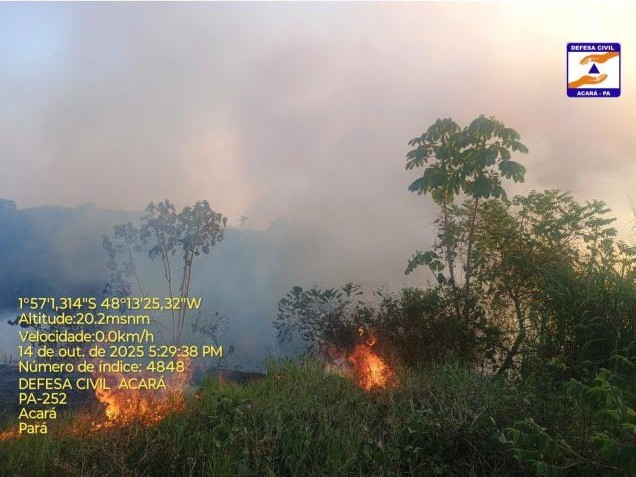 DEFESA CIVIL
ACARÁ - PA
1°57'1,314"S 48°13'25,32"W
Altitude:20.2msnm
Velocidade:0.0km/h
14 de out. de 2025 5:29:38 PM
Número de índice: 4848
DEFESA CIVIL ACARÁ
PA-252
Acará
Pará